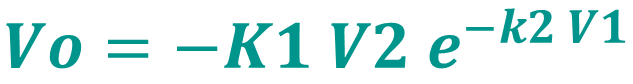 Vo = −K1 V2 e^{−k2 V1}